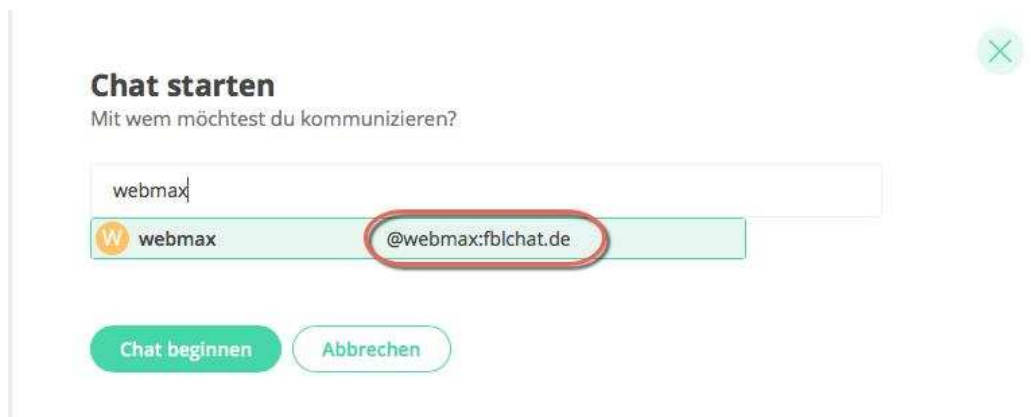 Chat starten
Mit wem möchtest du kommunizieren?
webmax
W webmax @webmax:fblchat.de
Chat beginnen Abbrechen